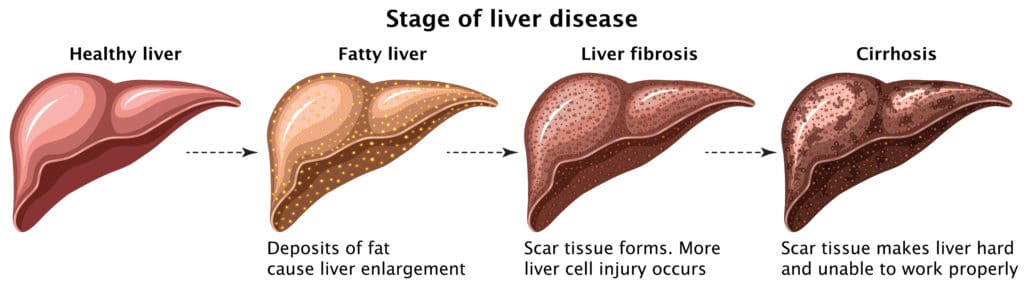 Stage of liver disease
Healthy liver
Fatty liver
Liver fibrosis
Cirrhosis
Deposits of fat
cause liver enlargement
Scar tissue forms. More
liver cell injury occurs
Scar tissue makes liver hard
and unable to work properly